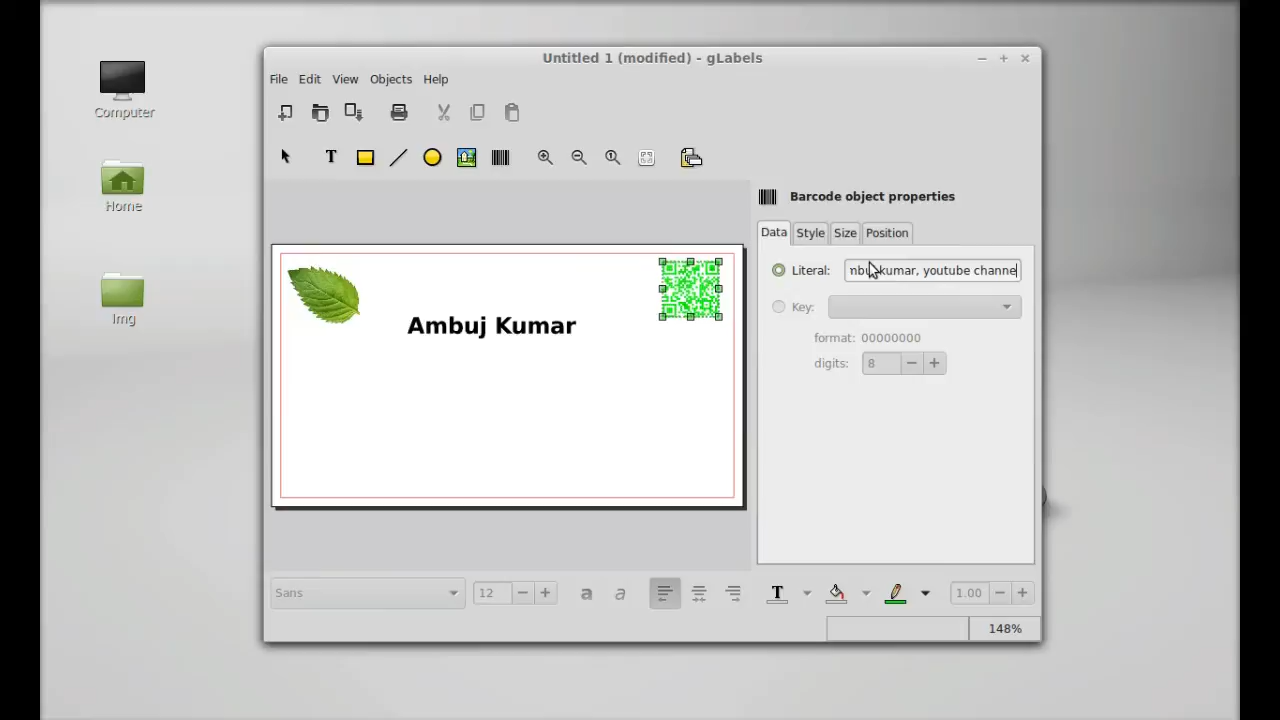 Untitled 1 (modified) - gLabels
File Edit View Objects Help
Computer
Home
Img
T
Barcode object properties
Data Style Size Position
Literal: kumar, youtube channe
Key:
format: 00000000
digits: 8
Ambuj Kumar
Sans 12 a a T 1.00
148%